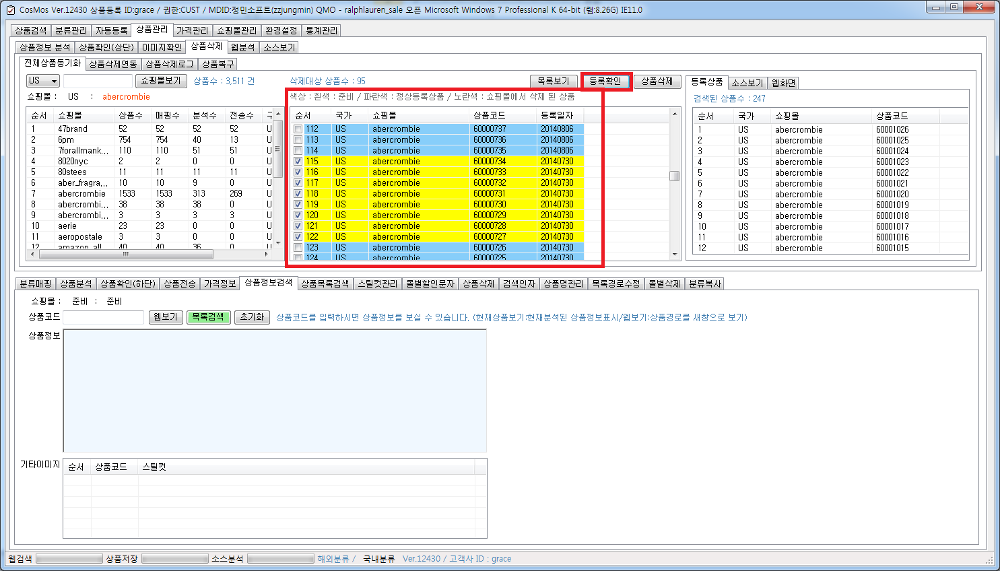 CosMos Ver.12430 상품등록 ID:grace / 권한:CUST / MDID:정민소프트(zzjungmin) QMO - ralphlauren_sale 오픈 Microsoft Windows 7 Professional K 64-bit (램:8.26G) IE11.0
상품검색 분류관리 자동등록 상품관리 가격관리 쇼핑몰관리 환경설정 통계관리
상품정보 분석 상품확인(상단) 이미지확인 상품삭제 웹분석 소스보기
전체상품동기화 상품삭제연동 상품삭제로그 상품복구
US 쇼핑몰보기 상품수 : 3,511 건
쇼핑몰 : US : abercrombie
순서 쇼핑몰 상품수 매핑수 분석수 전송수 구
1 47brand 52 52 52 52 U
2 6pm 754 754 40 13 U
3 7forallmank,,, 110 110 51 51 U
4 8020nyc 2 2 0 0 U
5 80stees 11 11 11 11 U
6 aber_fragra,,, 10 10 9 0 U
7 abercrombie 1533 1533 313 269 U
8 abercrombi,,, 38 38 38 0 U
9 abercrombi,,, 3 3 3 3 U
10 aerie 23 23 0 0 U
11 aeropostale 3 3 0 0 U
12 amazon_all 40 40 36 0 U
삭제대상 상품수 : 95 목록보기 등록확인 상품삭제
색상 : 흰색 : 준비 / 파란색 : 정상등록상품 / 노란색 : 쇼핑몰에서 삭제 된 상품
순서 국가 쇼핑몰 상품코드 등록일자
112 US abercrombie 60000737 20140806
113 US abercrombie 60000736 20140806
114 US abercrombie 60000735 20140806
115 US abercrombie 60000734 20140730
116 US abercrombie 60000733 20140730
117 US abercrombie 60000732 20140730
118 US abercrombie 60000731 20140730
119 US abercrombie 60000730 20140730
120 US abercrombie 60000729 20140730
121 US abercrombie 60000728 20140730
122 US abercrombie 60000727 20140730
123 US abercrombie 60000726 20140730
124 US abercrombie 60000725 20140730
등록상품 소스보기 웹화면
검색된 상품수 : 247
순서 국가 쇼핑몰 상품코드
1 US abercrombie 60001026
2 US abercrombie 60001025
3 US abercrombie 60001024
4 US abercrombie 60001023
5 US abercrombie 60001022
6 US abercrombie 60001021
7 US abercrombie 60001020
8 US abercrombie 60001019
9 US abercrombie 60001018
10 US abercrombie 60001017
11 US abercrombie 60001016
12 US abercrombie 60001015
분류매핑 상품분석 상품확인(하단) 상품전송 가격정보 상품정보검색 상품목록검색 스틸컷관리 몰별할인문자 상품삭제 검색인자 상품명관리 목록경로수정 몰별삭제 분류복사
쇼핑몰 : 준비 : 준비
상품코드 웹보기 목록검색 초기화 상품코드를 입력하시면 상품정보를 보실 수 있습니다. (현재상품보기:현재분석된 상품정보표시/웹보기:상품경로를 새창으로 보기)
상품정보
기타이미지 순서 상품코드 스틸컷
웰검색 상품저장 소스분석 해외분류 / 국내분류 Ver.12430 / 고객사 ID : grace